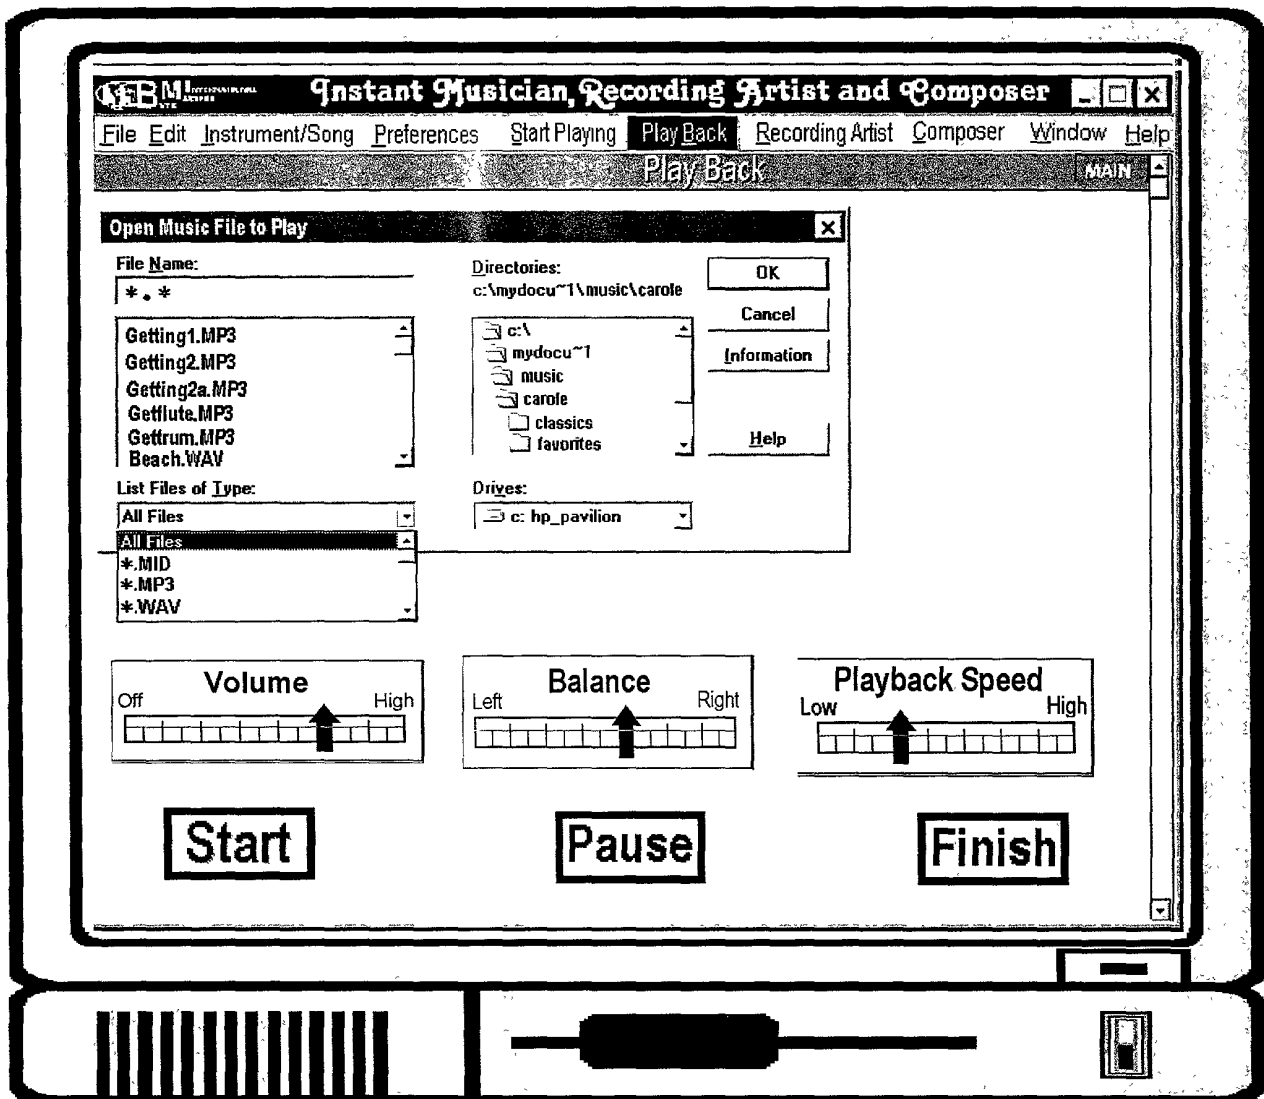 Instant Musician, Recording Artist and Composer
File Edit Instrument/Song Preferences Start Playing Play Back Recording Artist Composer Window Help
Play Back MAIN
Open Music File to Play
File Name:
*.*
Getting1.MP3
Getting2.MP3
Getting2a.MP3
Getflute.MP3
Gettrum.MP3
Beach.WAV
List Files of Type:
All Files
All Files
*.MID
*.MP3
*.WAV
Directories:
c:\mydocu~1\music\carole
c:\
mydocu~1
music
carole
classics
favorites
Drives:
c: hp_pavilion
OK
Cancel
Information
Help
Volume
Off High
Balance
Left Right
Playback Speed
Low High
Start Pause Finish